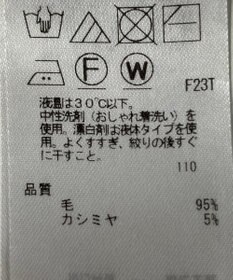 F W
F23T
液温は30℃以下。
中性洗剤(おしゃれ着洗い)を
使用。漂白剤は液体タイプを使
用。よくすすぎ、絞りの後すぐ
に干すこと。
110
品質
毛 95%
カシミヤ 5%